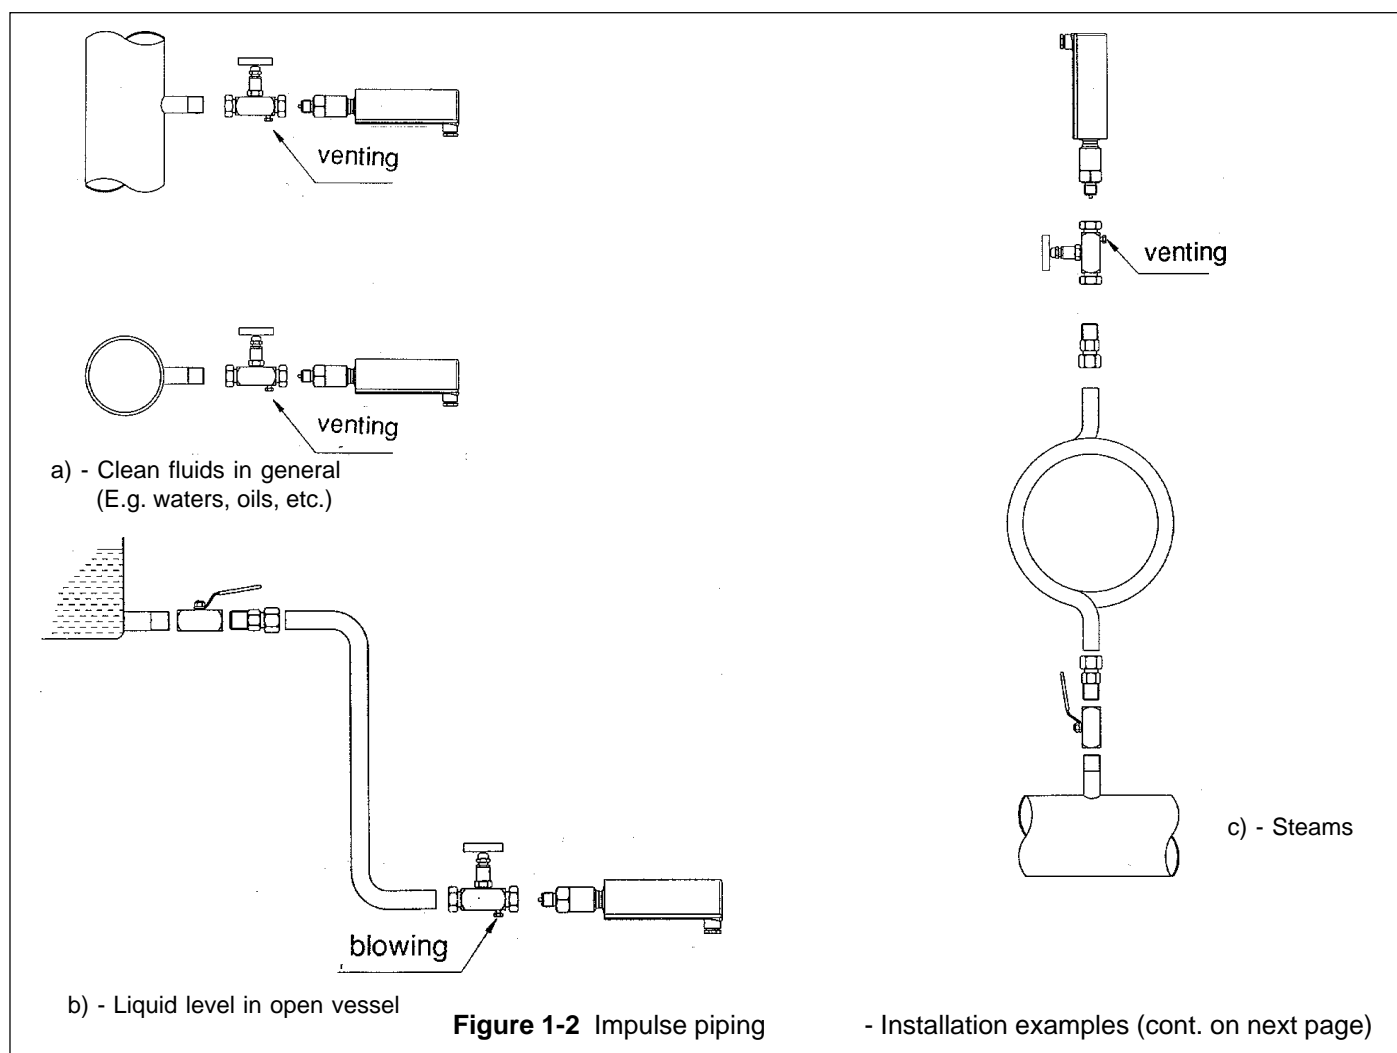 venting
venting
a) - Clean fluids in general
(E.g. waters, oils, etc.)
blowing
b) - Liquid level in open vessel
venting
c) - Steams
Figure 1-2 Impulse piping - Installation examples (cont. on next page)